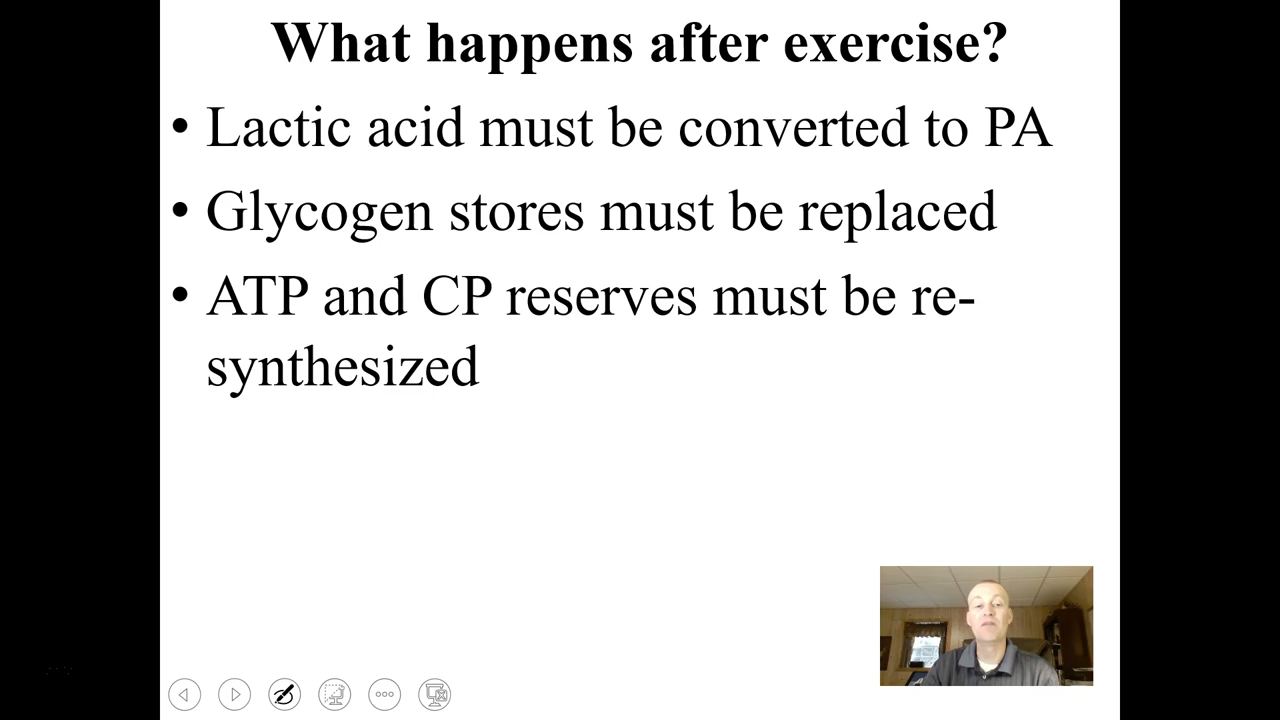 What happens after exercise?
• Lactic acid must be converted to PA
• Glycogen stores must be replaced
• ATP and CP reserves must be re-
synthesized